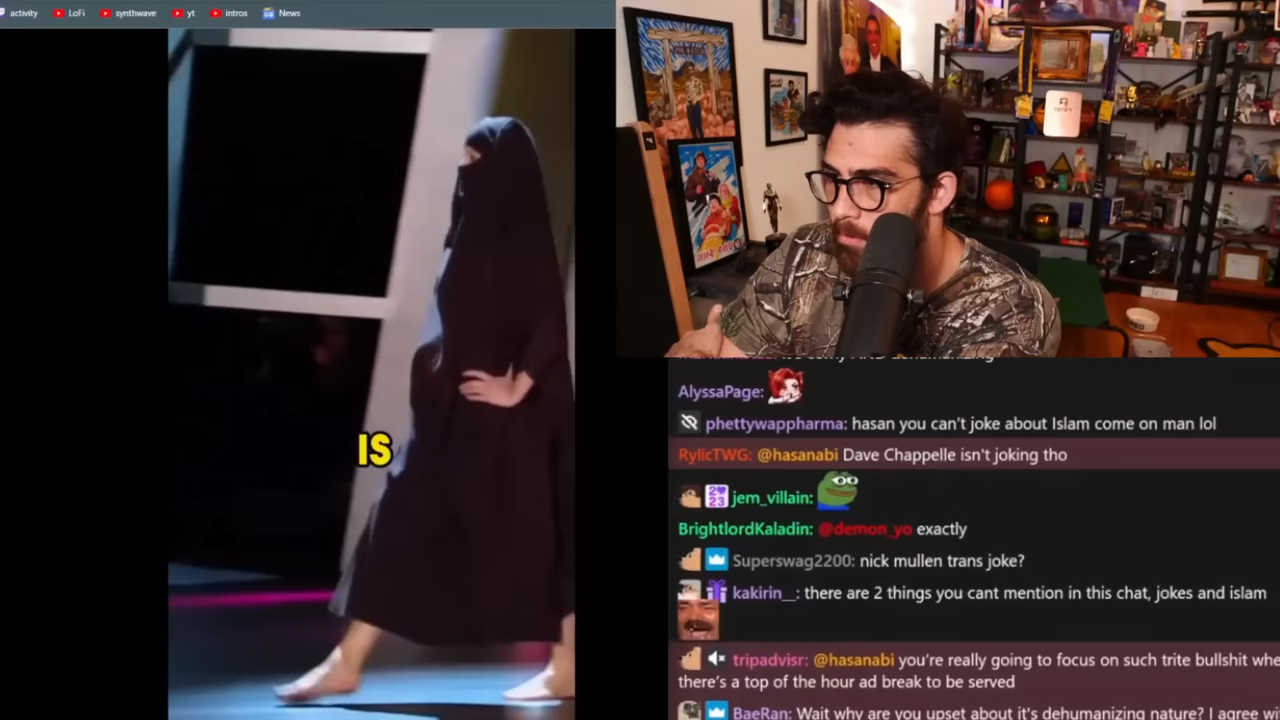 activity
LoFi
synthwave
yt
intros
News
IS
AlyssaPage:
phettywappharma: hasan you can't joke about Islam come on man lol
RylicTWG: @hasanabi Dave Chappelle isn't joking tho
jem_villain:
BrightlordKaladin: @demon_yo exactly
Superswag2200: nick mullen trans joke?
kakirin__: there are 2 things you cant mention in this chat, jokes and islam
tripadvisr: @hasanabi you're really going to focus on such trite bullshit whe
there's a top of the hour ad break to be served
BaeRan: Wait why are you upset about it's dehumanizing nature? I agree wi